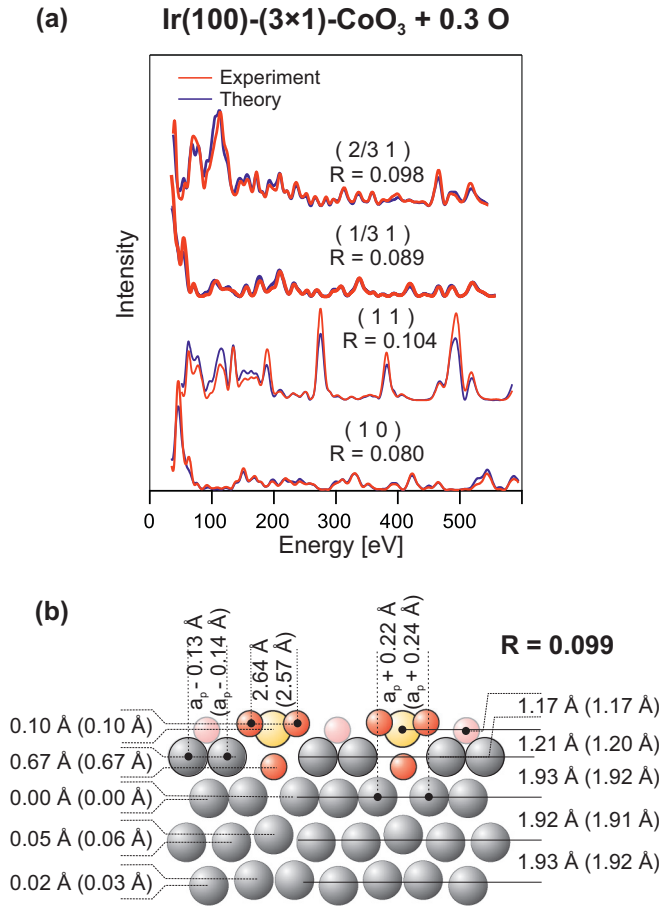 (a) Ir(100)-(3×1)-CoO₃ + 0.3 O
Experiment
Theory
( 2/3 1 )
R = 0.098
( 1/3 1 )
R = 0.089
( 1 1 )
R = 0.104
( 1 0 )
R = 0.080
Intensity
0 100 200 300 400 500
Energy [eV]
(b)
aₚ - 0.13 Å
(aₚ - 0.14 Å)
2.64 Å
(2.57 Å)
aₚ + 0.22 Å
(aₚ + 0.24 Å)
R = 0.099
0.10 Å (0.10 Å)
0.67 Å (0.67 Å)
0.00 Å (0.00 Å)
0.05 Å (0.06 Å)
0.02 Å (0.03 Å)
1.17 Å (1.17 Å)
1.21 Å (1.20 Å)
1.93 Å (1.92 Å)
1.92 Å (1.91 Å)
1.93 Å (1.92 Å)